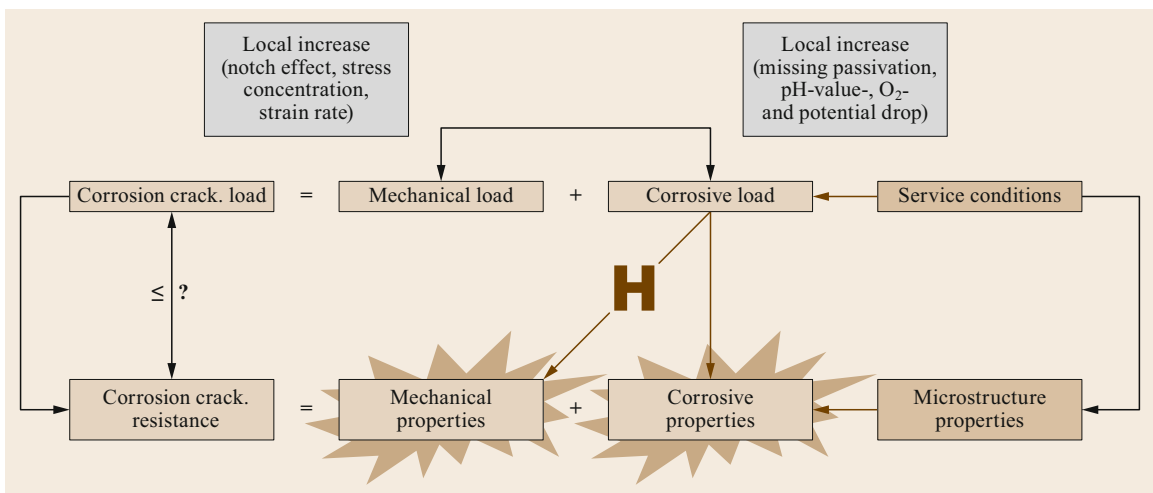 Local increase
(notch effect, stress
concentration,
strain rate)
Local increase
(missing passivation,
pH-value-, O₂-
and potential drop)
Corrosion crack. load = Mechanical load + Corrosive load Service conditions
H
≤ ?
Corrosion crack.
resistance
=
Mechanical
properties
+
Corrosive
properties
Microstructure
properties